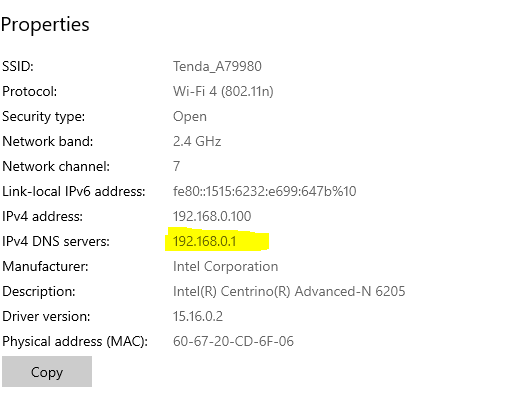 Properties
SSID: Tenda_A79980
Protocol: Wi-Fi 4 (802.11n)
Security type: Open
Network band: 2.4 GHz
Network channel: 7
Link-local IPv6 address: fe80::1515:6232:e699:647b%10
IPv4 address: 192.168.0.100
IPv4 DNS servers: 192.168.0.1
Manufacturer: Intel Corporation
Description: Intel(R) Centrino(R) Advanced-N 6205
Driver version: 15.16.0.2
Physical address (MAC): 60-67-20-CD-6F-06
Copy